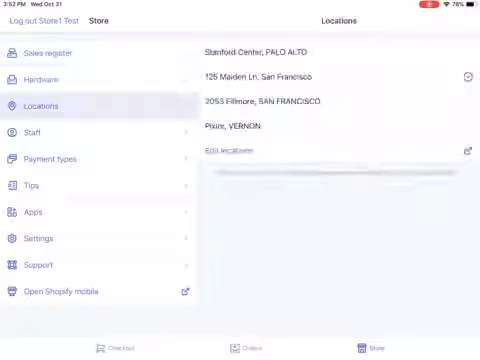 3:52 PM Wed Oct 31
78%
Log out Store1 Test
Store
Locations
Sales register
Hardware
Locations
Staff
Payment types
Tips
Apps
Settings
Support
Open Shopify mobile
Stanford Center, PALO ALTO
125 Maiden Ln, San Francisco
2053 Fillmore, SAN FRANCISCO
Pixior, VERNON
Edit locations
Checkout
Orders
Store